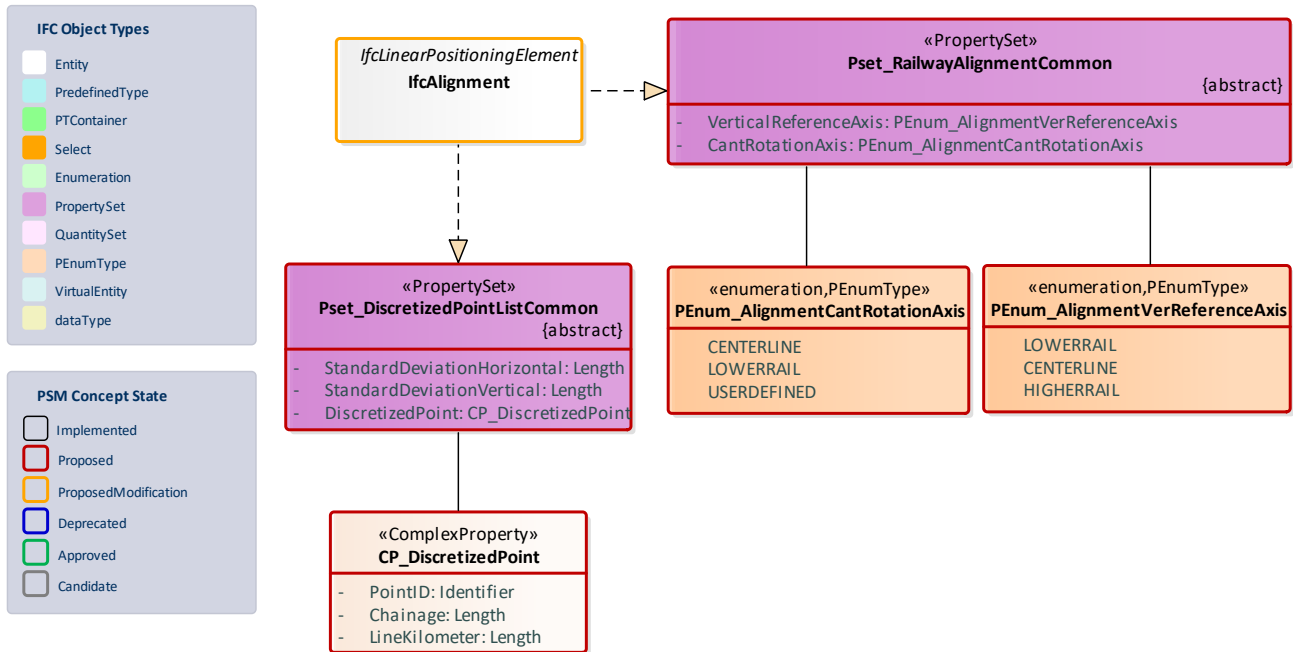 IFC Object Types
Entity
PredefinedType
PTContainer
Select
Enumeration
PropertySet
QuantitySet
PEnumType
VirtualEntity
dataType
PSM Concept State
Implemented
Proposed
ProposedModification
Deprecated
Approved
Candidate
IfcLinearPositioningElement
IfcAlignment
«PropertySet»
Pset_RailwayAlignmentCommon
{abstract}
- VerticalReferenceAxis: PEnum_AlignmentVerReferenceAxis
- CantRotationAxis: PEnum_AlignmentCantRotationAxis
«PropertySet»
Pset_DiscretizedPointListCommon
{abstract}
- StandardDeviationHorizontal: Length
- StandardDeviationVertical: Length
- DiscretizedPoint: CP_DiscretizedPoint
«enumeration,PEnumType»
PEnum_AlignmentCantRotationAxis
CENTERLINE
LOWERRAIL
USERDEFINED
«enumeration,PEnumType»
PEnum_AlignmentVerReferenceAxis
LOWERRAIL
CENTERLINE
HIGHERRAIL
«ComplexProperty»
CP_DiscretizedPoint
- PointID: Identifier
- Chainage: Length
- LineKilometer: Length